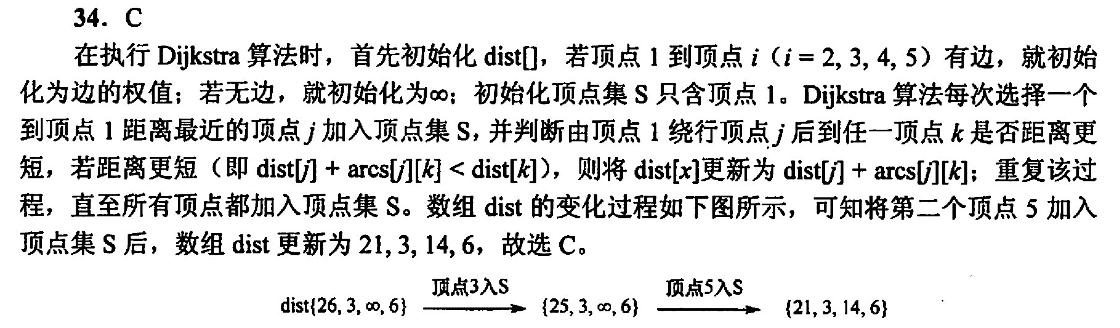 34．C
在执行 Dijkstra 算法时，首先初始化 dist[]，若顶点 1 到顶点 i（i = 2, 3, 4, 5）有边，就初始
化为边的权值；若无边，就初始化为∞；初始化顶点集 S 只含顶点 1。Dijkstra 算法每次选择一个
到顶点 1 距离最近的顶点 j 加入顶点集 S，并判断由顶点 1 绕行顶点 j 后到任一顶点 k 是否距离更
短，若距离更短（即 dist[j] + arcs[j][k] < dist[k]），则将 dist[x]更新为 dist[j] + arcs[j][k]；重复该过
程，直至所有顶点都加入顶点集 S。数组 dist 的变化过程如下图所示，可知将第二个顶点 5 加入
顶点集 S 后，数组 dist 更新为 21, 3, 14, 6，故选 C。
dist{26, 3, ∞, 6} 顶点3入S {25, 3, ∞, 6} 顶点5入S {21, 3, 14, 6}